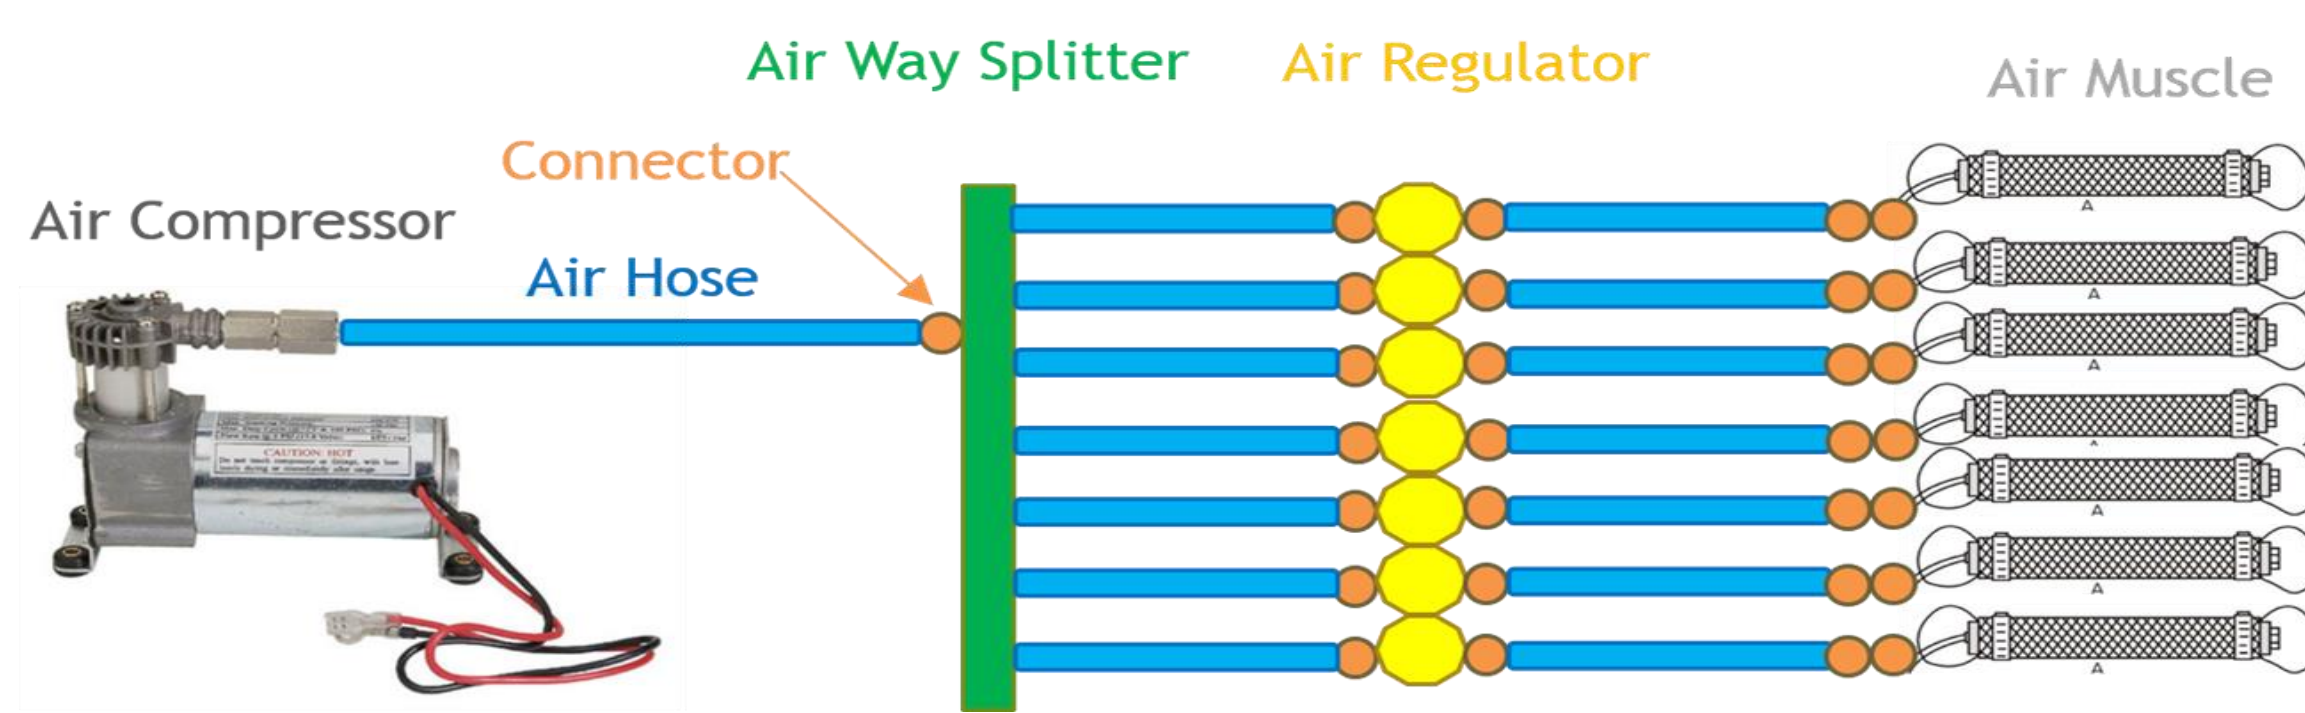 Air Way Splitter
Air Regulator
Air Muscle
Connector
Air Compressor
Air Hose
CAUTION: HOT
A
A
A
A
A
A
A